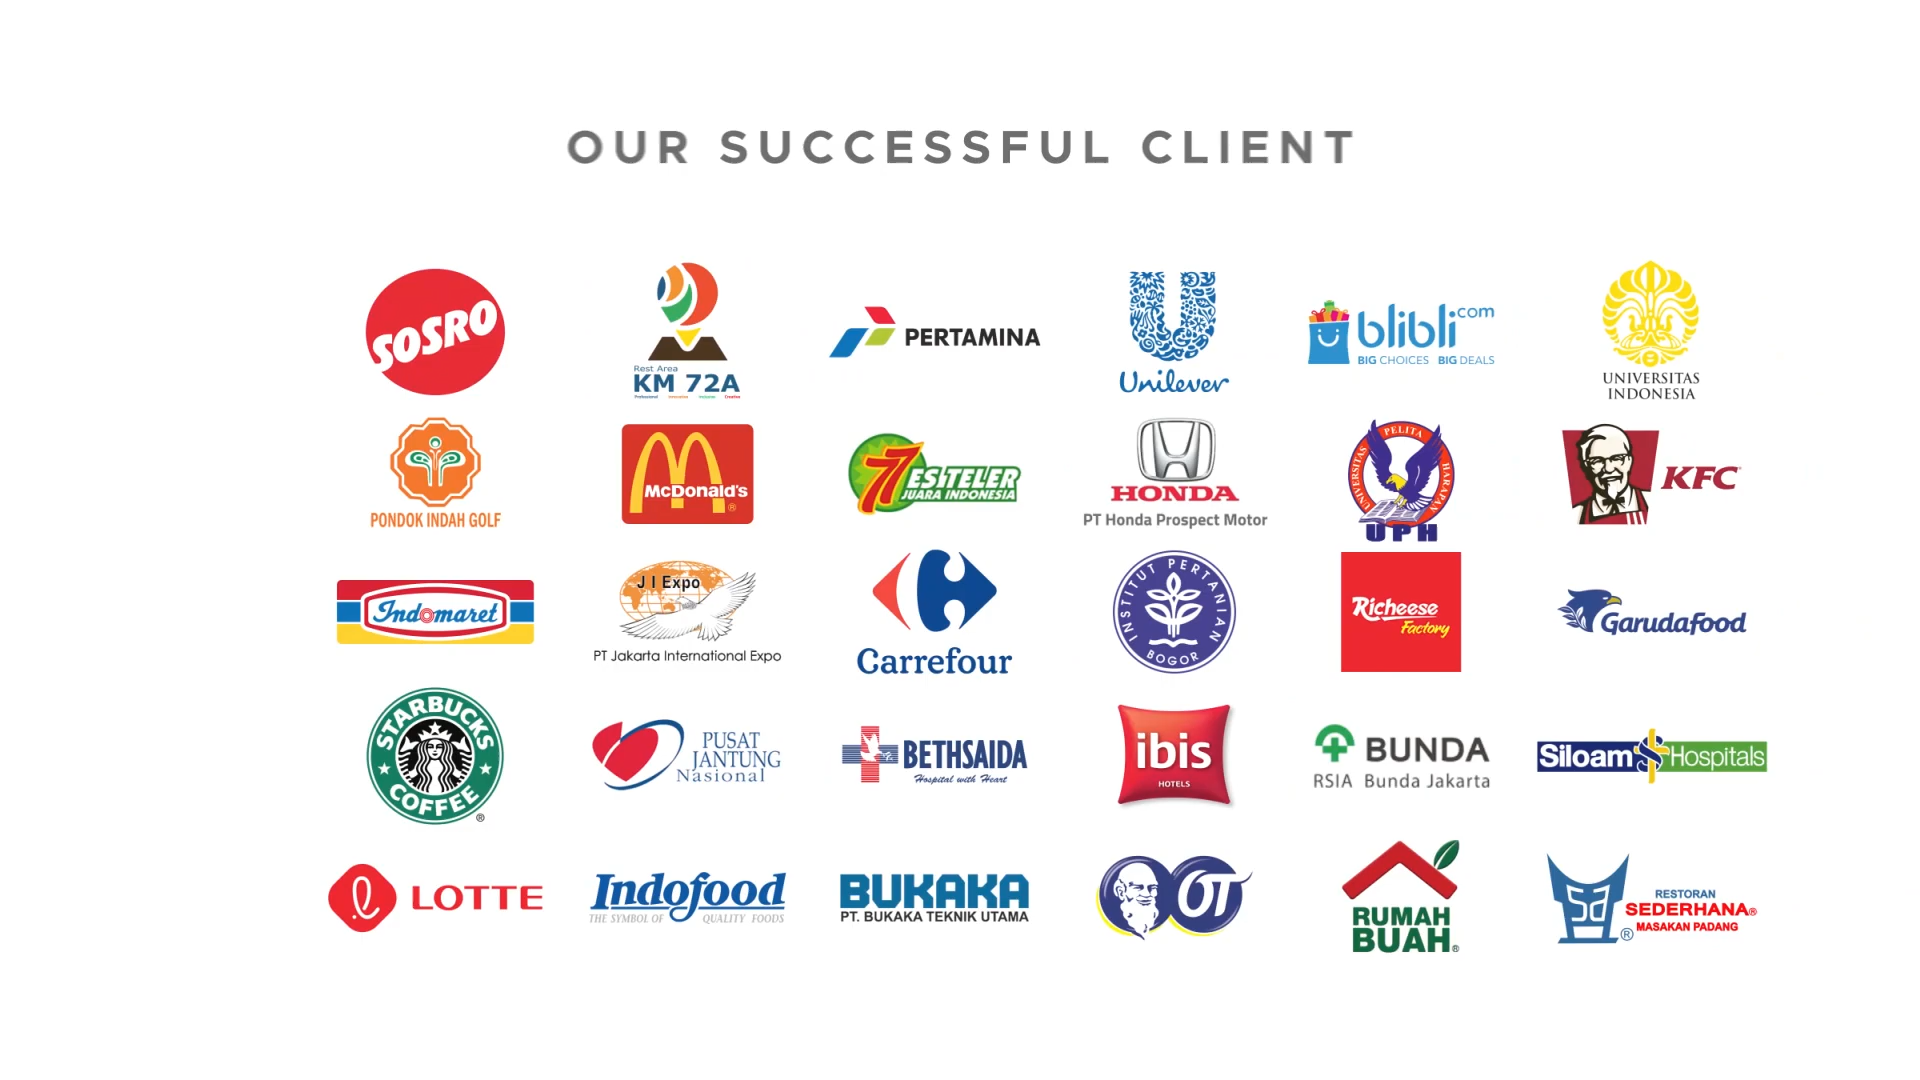 OUR SUCCESSFUL CLIENT
SOSRO
Rest Area
KM 72A
PERTAMINA
Unilever
blibli.com
BIG CHOICES BIG DEALS
UNIVERSITAS
INDONESIA
PONDOK INDAH GOLF
McDonald's
®
77
ESTELER
JUARA INDONESIA
HONDA
PT Honda Prospect Motor
UNIVERSITAS PELITA HARAPAN
UPH
KFC
Indomaret
J I Expo
PT Jakarta International Expo
Carrefour
INSTITUT PERTANIAN
BOGOR
Richeese
Factory
Garudafood
STARBUCKS
COFFEE
®
PUSAT
JANTUNG
Nasional
BETHSAIDA
Hospital with Heart
ibis
HOTELS
BUNDA
RSIA Bunda Jakarta
Siloam Hospitals
LOTTE
Indofood
THE SYMBOL OF QUALITY FOODS
BUKAKA
PT. BUKAKA TEKNIK UTAMA
OT
RUMAH
BUAH®
RESTORAN
SEDERHANA®
® MASAKAN PADANG